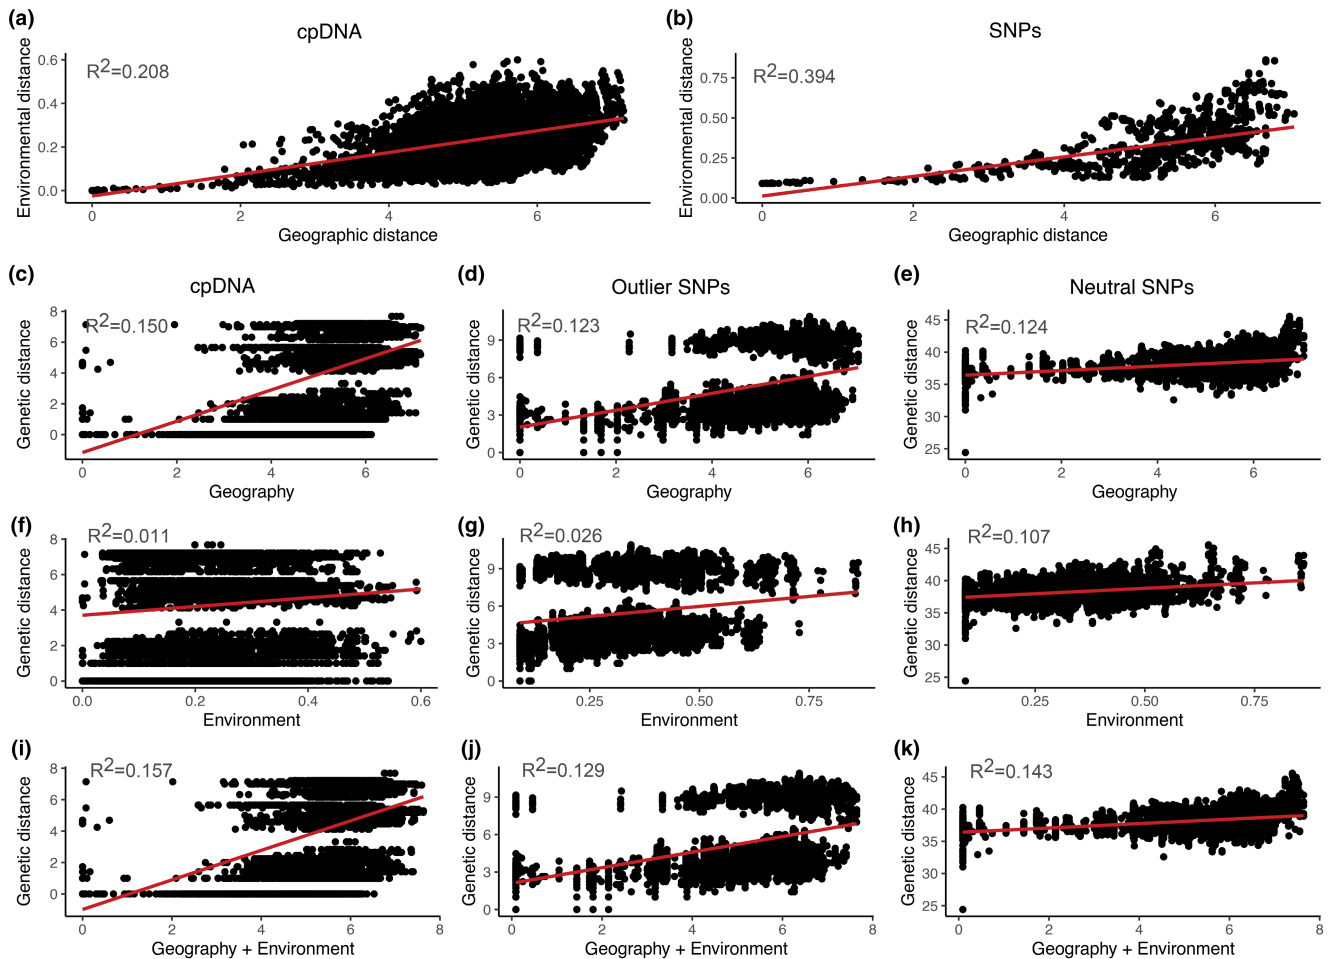 (a)
cpDNA
R2=0.208
Environmental distance
0.6
0.4
0.2
0.0
0 2 4 6
Geographic distance
(b)
SNPs
R2=0.394
Environmental distance
0.75
0.50
0.25
0.00
0 2 4 6
Geographic distance
(c)
cpDNA
R2=0.150
Genetic distance
8
6
4
2
0
0 2 4 6
Geography
(d)
Outlier SNPs
R2=0.123
Genetic distance
9
6
3
0
0 2 4 6
Geography
(e)
Neutral SNPs
R2=0.124
Genetic distance
45
40
35
30
25
0 2 4 6
Geography
(f)
R2=0.011
Genetic distance
8
6
4
2
0
0.0 0.2 0.4 0.6
Environment
(g)
R2=0.026
Genetic distance
9
6
3
0
0.25 0.50 0.75
Environment
(h)
R2=0.107
Genetic distance
45
40
35
30
25
0.25 0.50 0.75
Environment
(i)
R2=0.157
Genetic distance
8
6
4
2
0
0 2 4 6 8
Geography + Environment
(j)
R2=0.129
Genetic distance
9
6
3
0
0 2 4 6 8
Geography + Environment
(k)
R2=0.143
Genetic distance
45
40
35
30
25
0 2 4 6 8
Geography + Environment